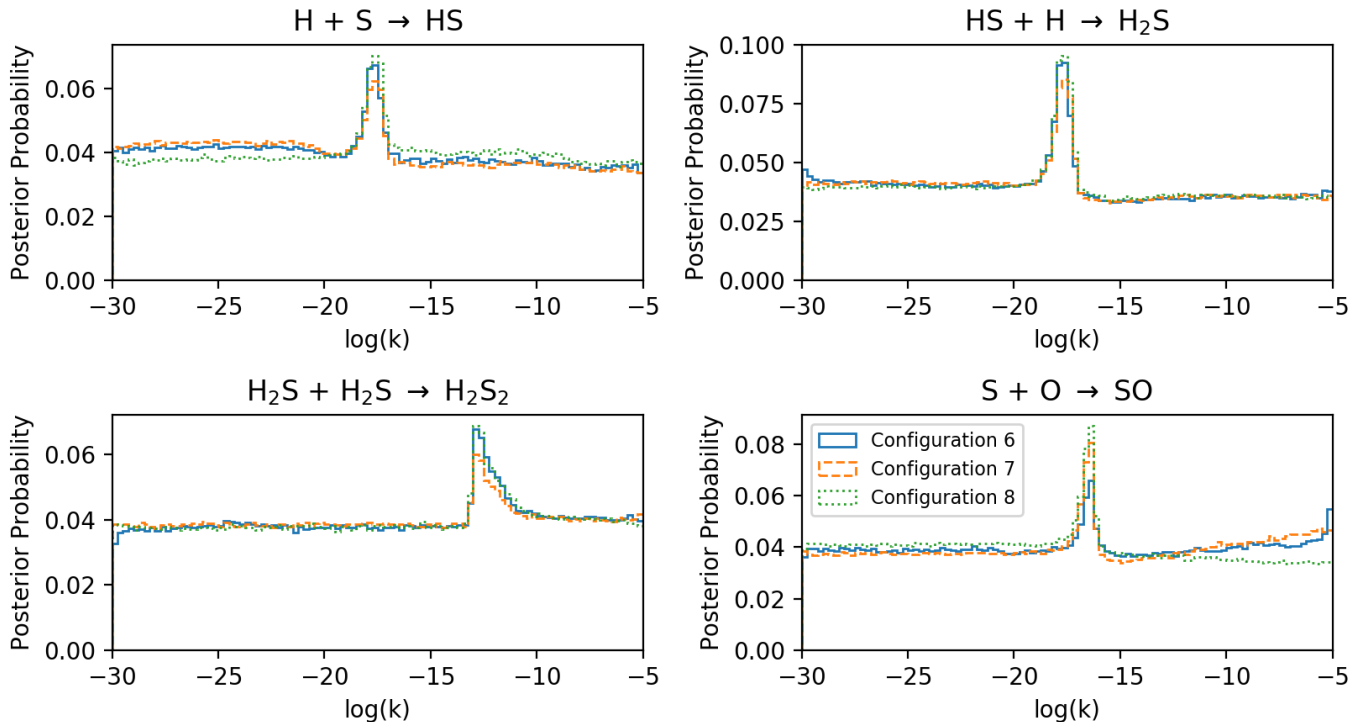 H + S → HS
Posterior Probability
0.06
0.04
0.02
0.00
−30 −25 −20 −15 −10 −5
log(k)
HS + H → H₂S
Posterior Probability
0.100
0.075
0.050
0.025
0.000
−30 −25 −20 −15 −10 −5
log(k)
H₂S + H₂S → H₂S₂
Posterior Probability
0.06
0.04
0.02
0.00
−30 −25 −20 −15 −10 −5
log(k)
S + O → SO
Posterior Probability
0.08
0.06
0.04
0.02
0.00
Configuration 6
Configuration 7
Configuration 8
−30 −25 −20 −15 −10 −5
log(k)